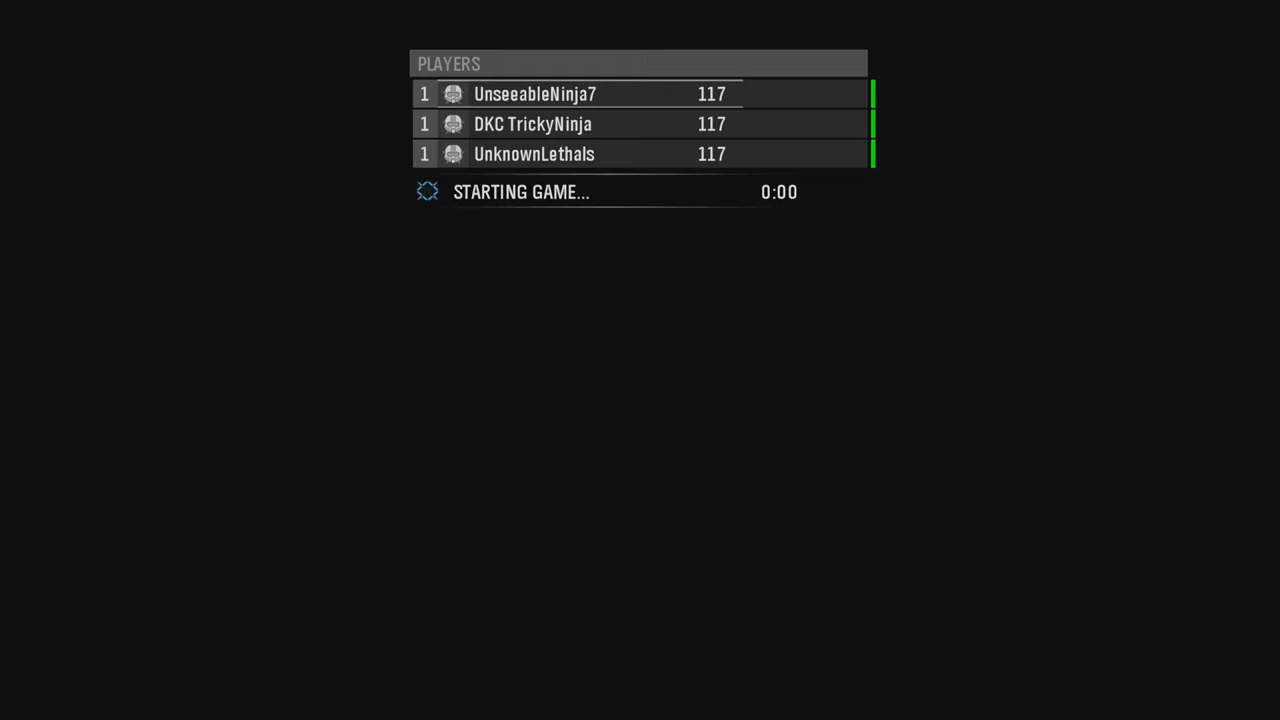 PLAYERS
1 UnseeableNinja7 117
1 DKC TrickyNinja 117
1 UnknownLethals 117
STARTING GAME... 0:00